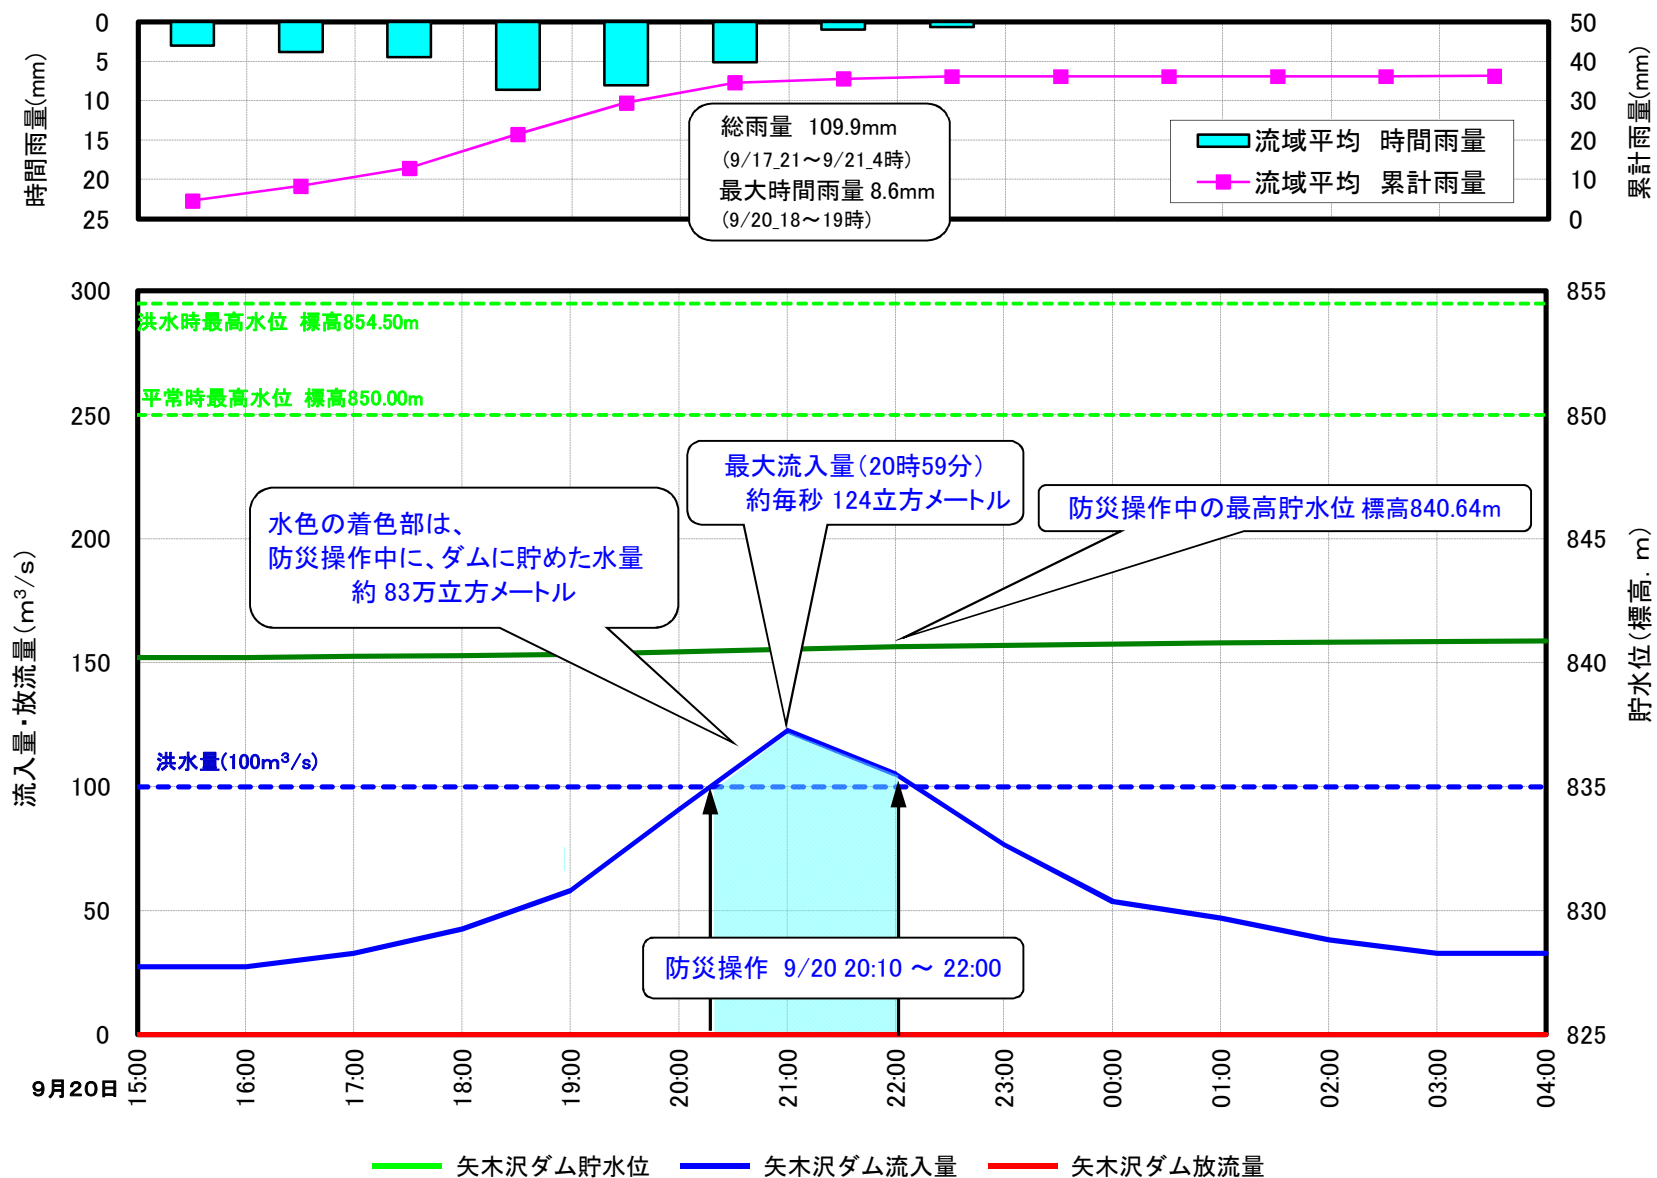 時間雨量(mm)
0
5
10
15
20
25
50
40
30
20
10
0
累計雨量(mm)
総雨量 109.9mm
(9/17_21～9/21_4時)
最大時間雨量 8.6mm
(9/20_18～19時)
流域平均 時間雨量
流域平均 累計雨量
流入量・放流量(m³/s)
300
250
200
150
100
50
0
855
850
845
840
835
830
825
貯水位(標高．m)
洪水時最高水位 標高854.50m
平常時最高水位 標高850.00m
最大流入量(20時59分)
約毎秒 124立方メートル
防災操作中の最高貯水位 標高840.64m
水色の着色部は、
防災操作中に、ダムに貯めた水量
約 83万立方メートル
洪水量(100m³/s)
防災操作 9/20 20:10 ～ 22:00
9月20日
15:00
16:00
17:00
18:00
19:00
20:00
21:00
22:00
23:00
00:00
01:00
02:00
03:00
04:00
矢木沢ダム貯水位
矢木沢ダム流入量
矢木沢ダム放流量